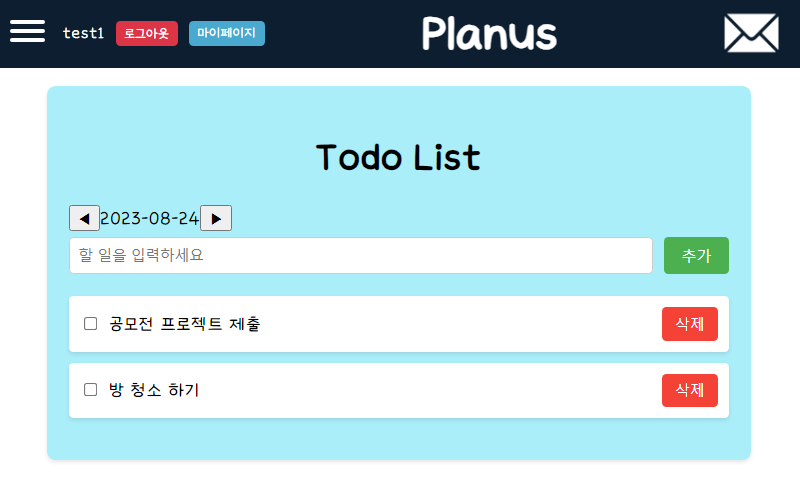 test1 로그아웃 마이페이지 Planus
Todo List
◀ 2023-08-24 ▶
할 일을 입력하세요 추가
공모전 프로젝트 제출 삭제
방 청소 하기 삭제